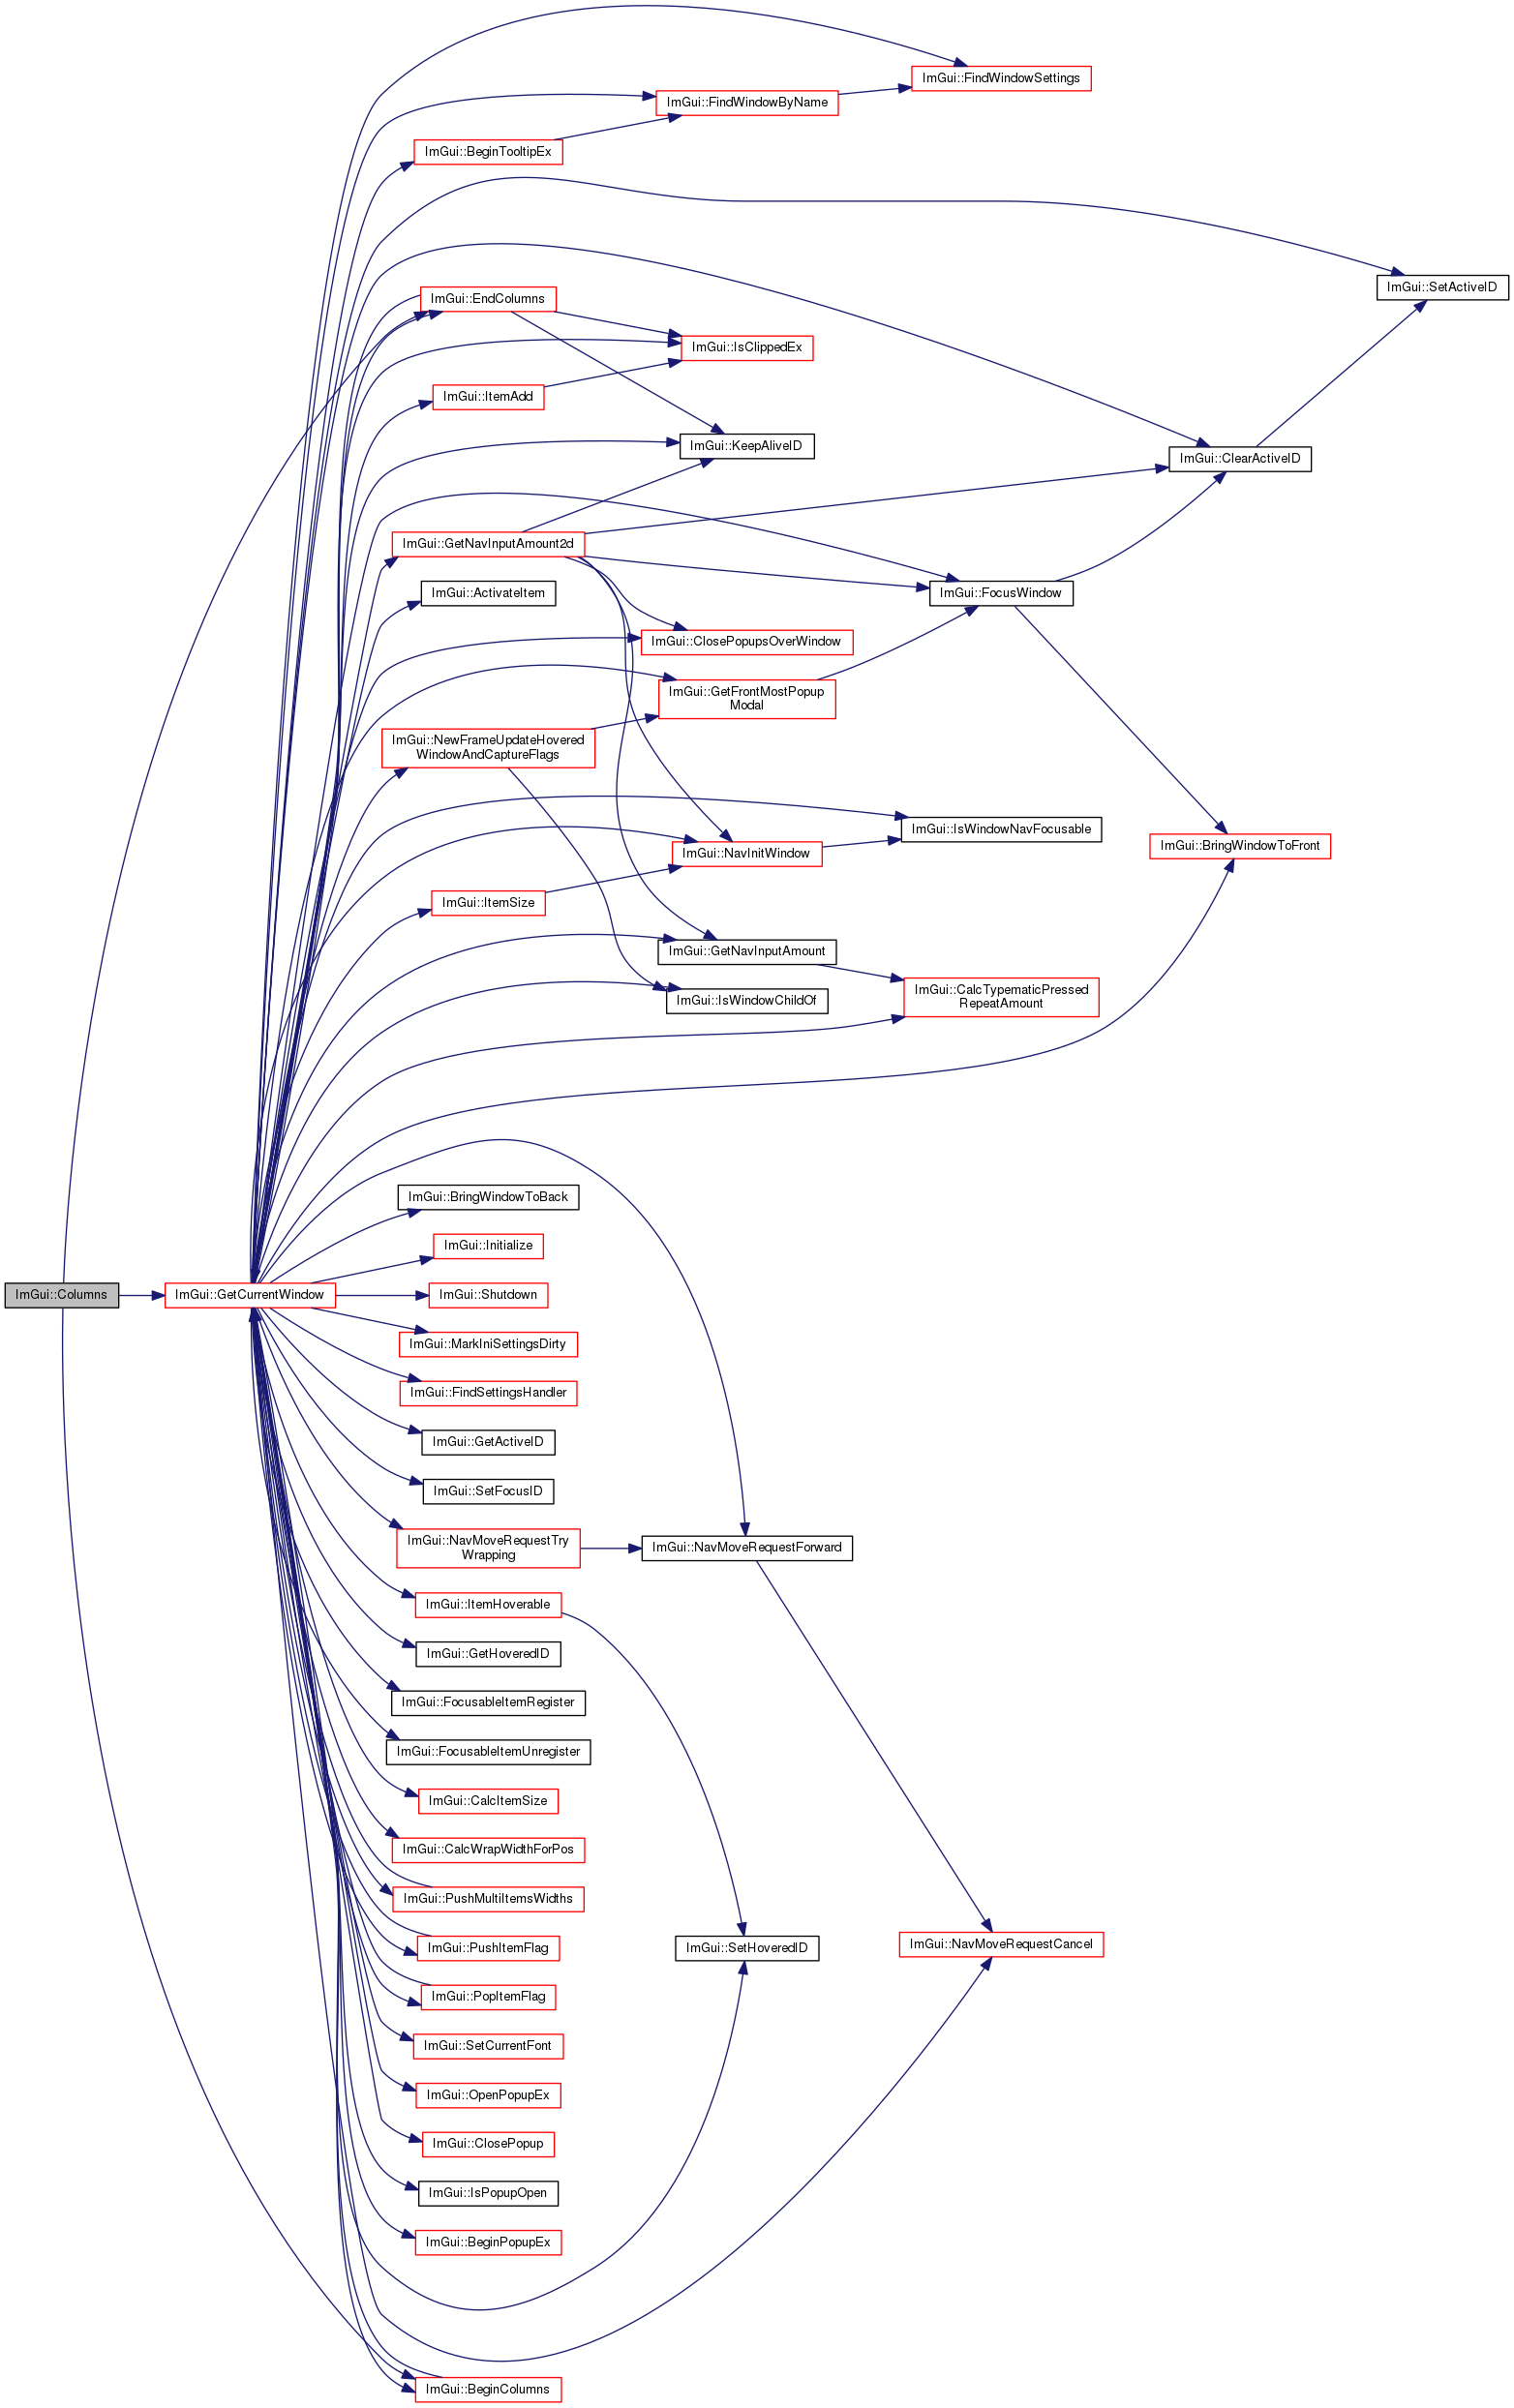 ImGui::FindWindowSettings
ImGui::FindWindowByName
ImGui::BeginTooltipEx
ImGui::SetActiveID
ImGui::EndColumns
ImGui::IsClippedEx
ImGui::ItemAdd
ImGui::KeepAliveID
ImGui::ClearActiveID
ImGui::GetNavInputAmount2d
ImGui::ActivateItem
ImGui::FocusWindow
ImGui::ClosePopupsOverWindow
ImGui::GetFrontMostPopup
Modal
ImGui::NewFrameUpdateHovered
WindowAndCaptureFlags
ImGui::IsWindowNavFocusable
ImGui::BringWindowToFront
ImGui::NavInitWindow
ImGui::ItemSize
ImGui::GetNavInputAmount
ImGui::CalcTypematicPressed
RepeatAmount
ImGui::IsWindowChildOf
ImGui::BringWindowToBack
ImGui::Initialize
ImGui::Columns
ImGui::GetCurrentWindow
ImGui::Shutdown
ImGui::MarkIniSettingsDirty
ImGui::FindSettingsHandler
ImGui::GetActiveID
ImGui::SetFocusID
ImGui::NavMoveRequestTry
Wrapping
ImGui::NavMoveRequestForward
ImGui::ItemHoverable
ImGui::GetHoveredID
ImGui::FocusableItemRegister
ImGui::FocusableItemUnregister
ImGui::CalcItemSize
ImGui::CalcWrapWidthForPos
ImGui::PushMultiItemsWidths
ImGui::PushItemFlag
ImGui::SetHoveredID
ImGui::NavMoveRequestCancel
ImGui::PopItemFlag
ImGui::SetCurrentFont
ImGui::OpenPopupEx
ImGui::ClosePopup
ImGui::IsPopupOpen
ImGui::BeginPopupEx
ImGui::BeginColumns